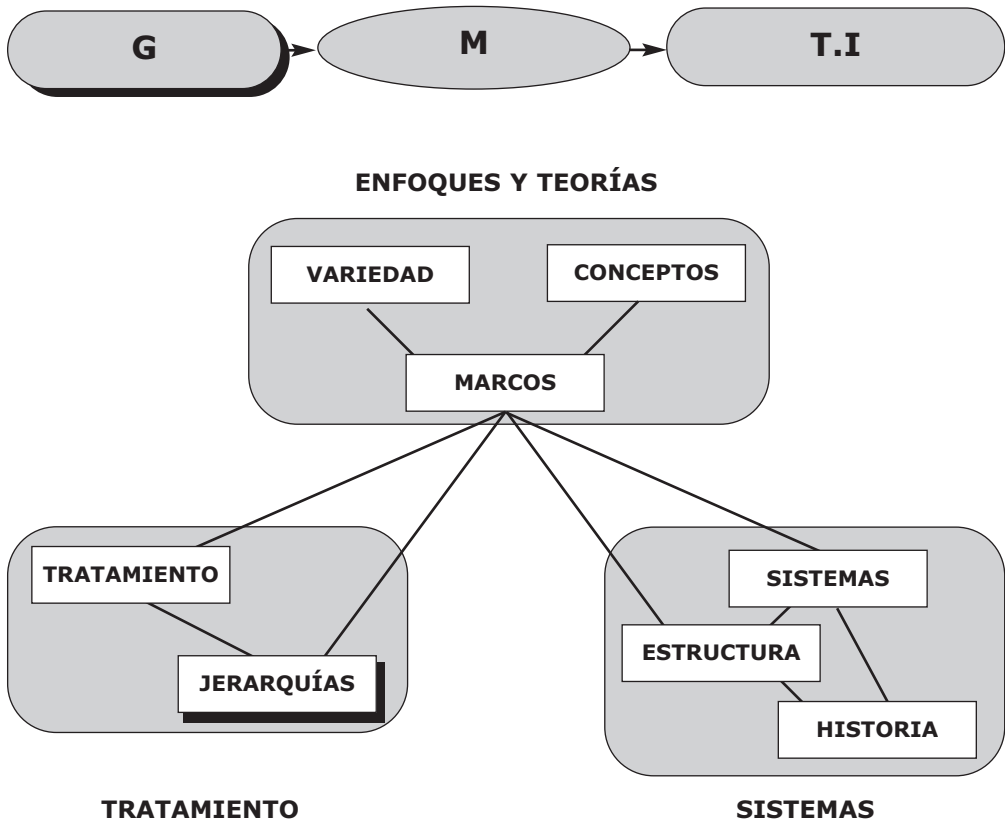 G
M
T.I
ENFOQUES Y TEORÍAS
VARIEDAD
CONCEPTOS
MARCOS
TRATAMIENTO
JERARQUÍAS
SISTEMAS
ESTRUCTURA
HISTORIA
TRATAMIENTO
SISTEMAS